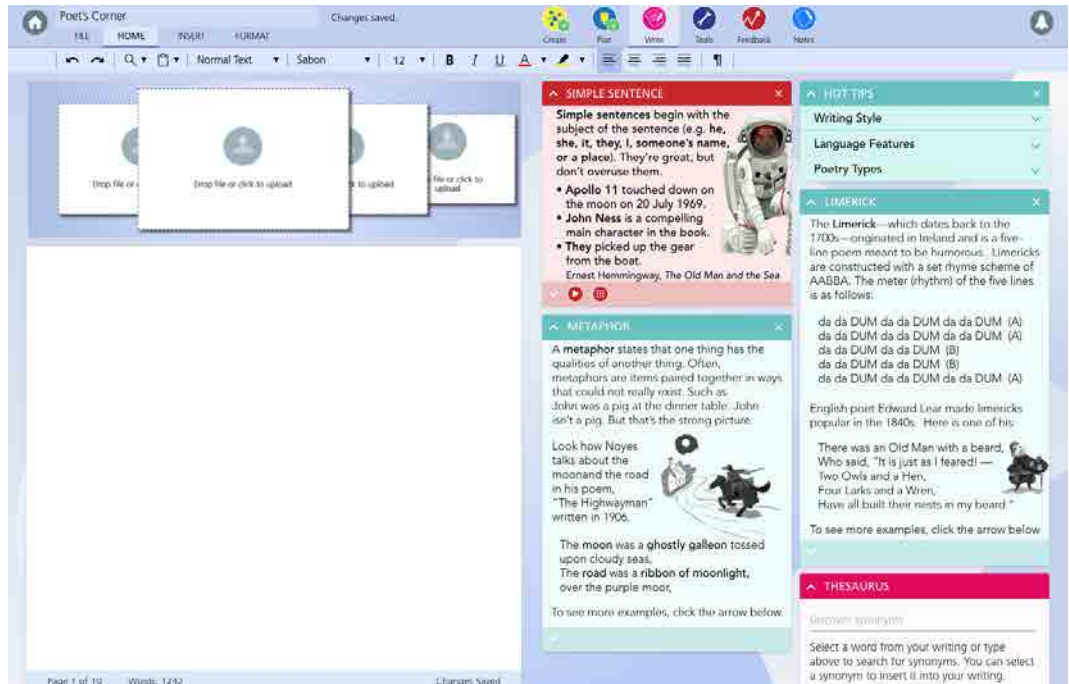 Poet's Corner
Changes saved
FILE HOME INSERT FORMAT
Create Plan Write Tools Feedback Notes
Normal Text Sabon 12 B I U A
Drop file or
Drop file or click to upload
k to upload
file or click to
upload
SIMPLE SENTENCE
Simple sentences begin with the
subject of the sentence (e.g. he,
she, it, they, I, someone's name,
or a place). They're great, but
don't overuse them.
• Apollo 11 touched down on
the moon on 20 July 1969.
• John Ness is a compelling
main character in the book.
• They picked up the gear
from the boat.
Ernest Hemmingway, The Old Man and the Sea
METAPHOR
A metaphor states that one thing has the
qualities of another thing. Often,
metaphors are items paired together in ways
that could not really exist. Such as
John was a pig at the dinner table. John
isn't a pig. But that's the strong picture.
Look how Noyes
talks about the
moonand the road
in his poem,
"The Highwayman"
written in 1906.
The moon was a ghostly galleon tossed
upon cloudy seas,
The road was a ribbon of moonlight,
over the purple moor,
To see more examples, click the arrow below.
HOT TIPS
Writing Style
Language Features
Poetry Types
LIMERICK
The Limerick—which dates back to the
1700s—originated in Ireland and is a five-
line poem meant to be humorous. Limericks
are constructed with a set rhyme scheme of
AABBA. The meter (rhythm) of the five lines
is as follows:
da da DUM da da DUM da da DUM (A)
da da DUM da da DUM da da DUM (A)
da da DUM da da DUM (B)
da da DUM da da DUM (B)
da da DUM da da DUM da da DUM (A)
English poet Edward Lear made limericks
popular in the 1840s. Here is one of his:
There was an Old Man with a beard,
Who said, "It is just as I feared! —
Two Owls and a Hen,
Four Larks and a Wren,
Have all built their nests in my beard."
To see more examples, click the arrow below
THESAURUS
Discover synonyms
Select a word from your writing or type
above to search for synonyms. You can select
a synonym to insert it into your writing.
Page 1 of 10 Words: 1242 Changes Saved